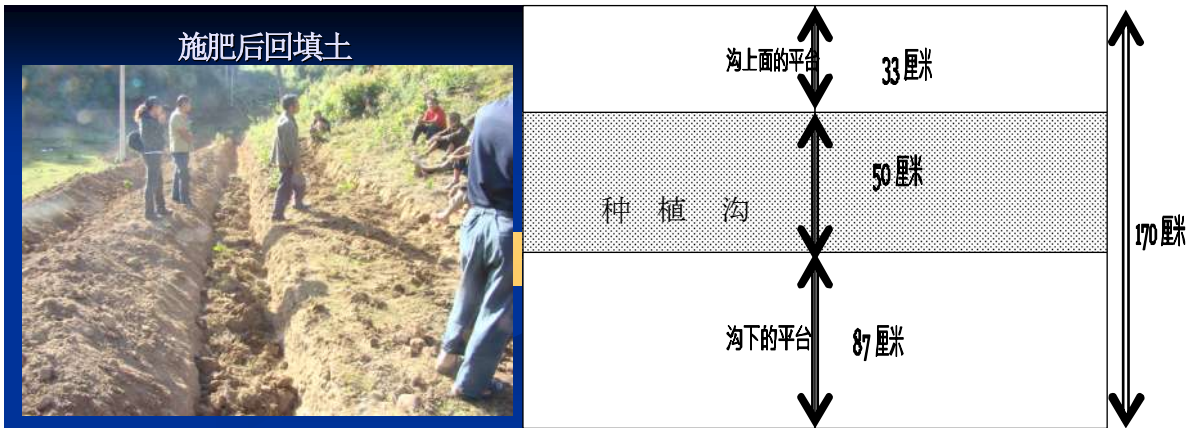 施肥后回填土
沟上面的平台
33厘米
50厘米
种 植 沟
170厘米
沟下的平台
87厘米